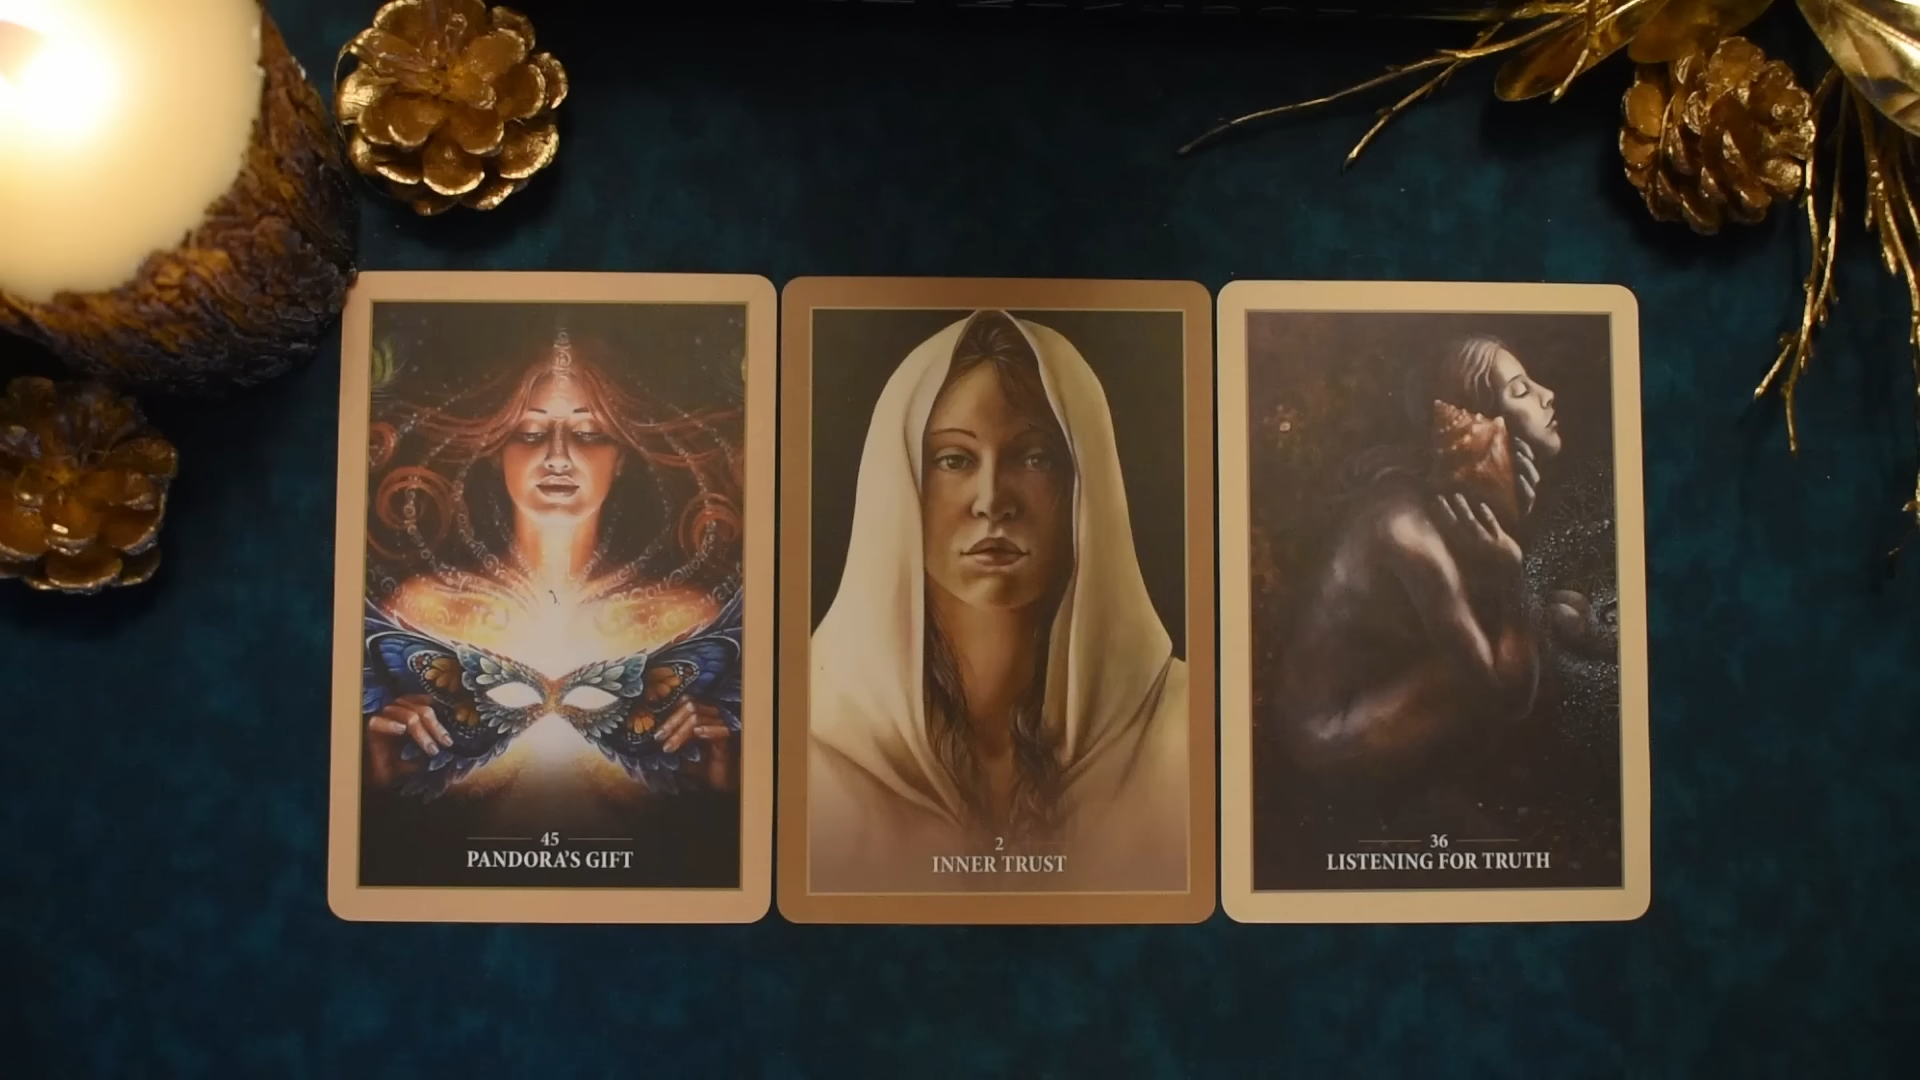 45
PANDORA'S GIFT
2
INNER TRUST
36
LISTENING FOR TRUTH